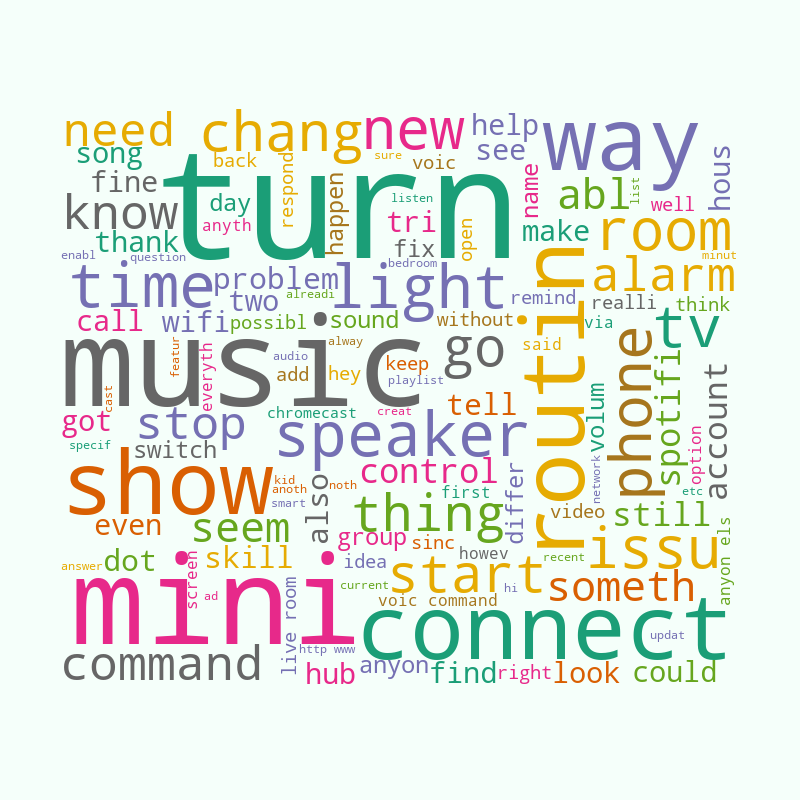 need
chang
new
help
way
song
back
sure
voic
see
hous
fine
turn
respond
happen
day
listen
name
abl
list
well
know
anyth
tri
open
make
room
thank
fix
enabl
question
bedroom
minut
time
problem
light
alarm
two
alreadi
remind
realli
think
call
wifi
possibl
sound
without
via
tv
music
featur
everyth
alway
go
said
routin
phone
audio
add
hey
keep
playlist
spotifi
account
cast
got
stop
chromecast
creat
tell
volum
option
specif
switch
speaker
control
network
show
kid
anoth
noth
smart
also
first
differ
etc
even
seem
thing
video
still
group
sinc
howev
issu
anyon els
dot
skill
idea
recent
answer
screen
ad
mini
current
start
someth
hi
live room
voic command
connect
updat
http www
command
hub
anyon
find
right
look
could